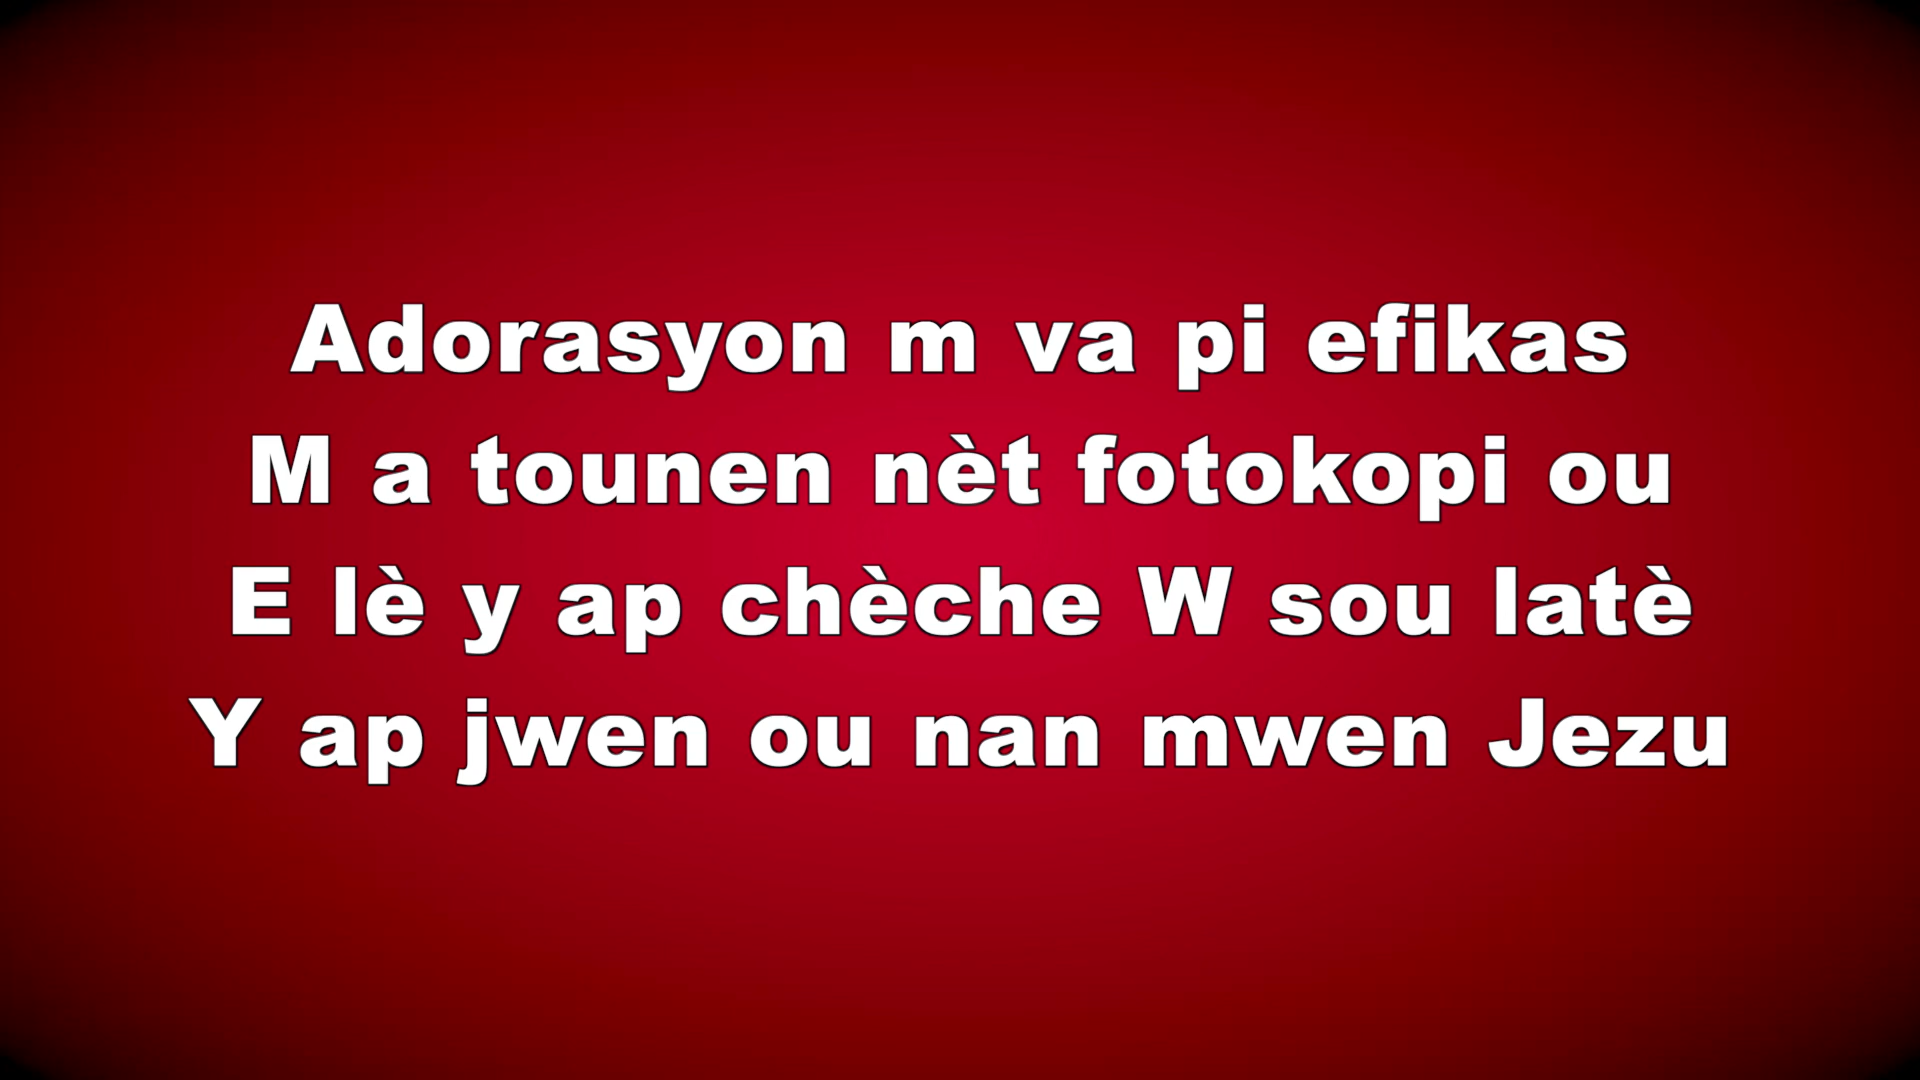 Adorasyon m va pi efikas
M a tounen nèt fotokopi ou
E lè y ap chèche W sou latè
Y ap jwen ou nan mwen Jezu